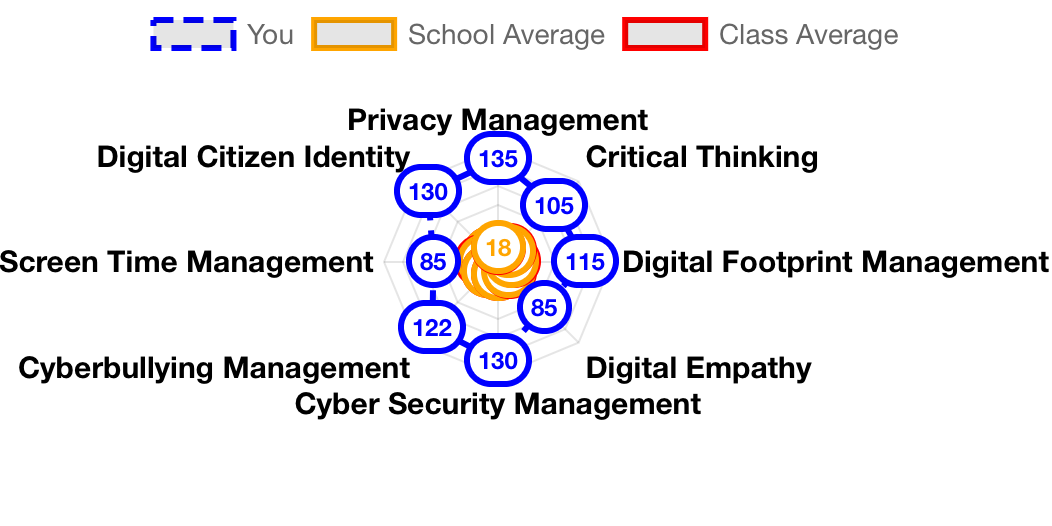 You School Average Class Average
Privacy Management
Digital Citizen Identity Critical Thinking
135
130
105
18
Screen Time Management 85 115 Digital Footprint Management
85
122
130
Cyberbullying Management Digital Empathy
Cyber Security Management